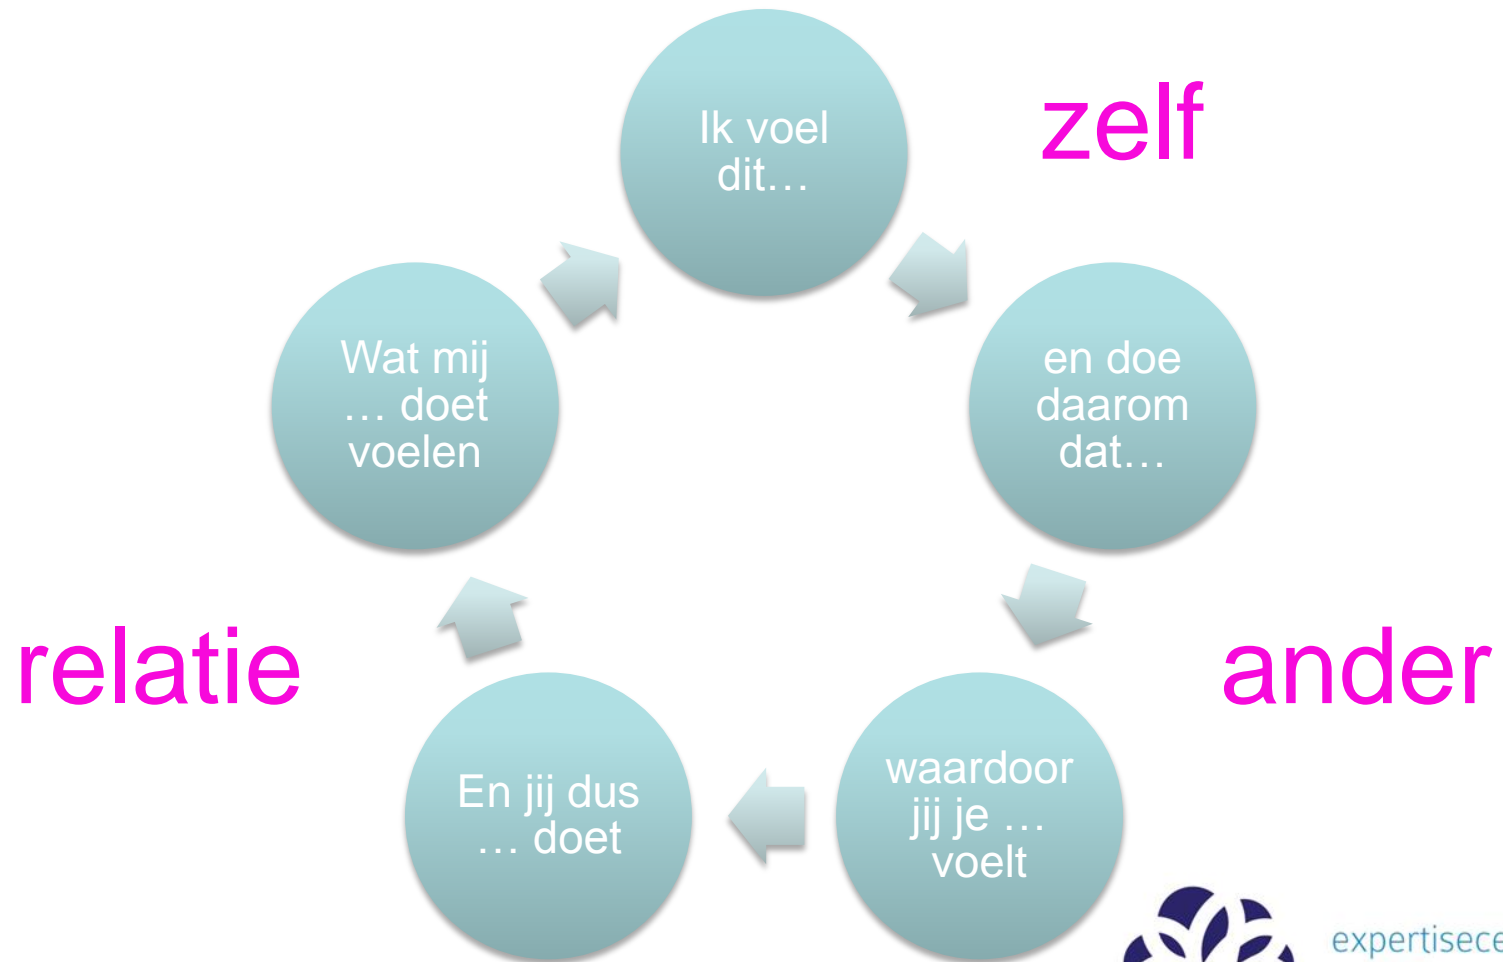 Ik voel
dit…
zelf
en doe
daarom
dat…
ander
waardoor
jij je …
voelt
En jij dus
… doet
relatie
Wat mij
… doet
voelen